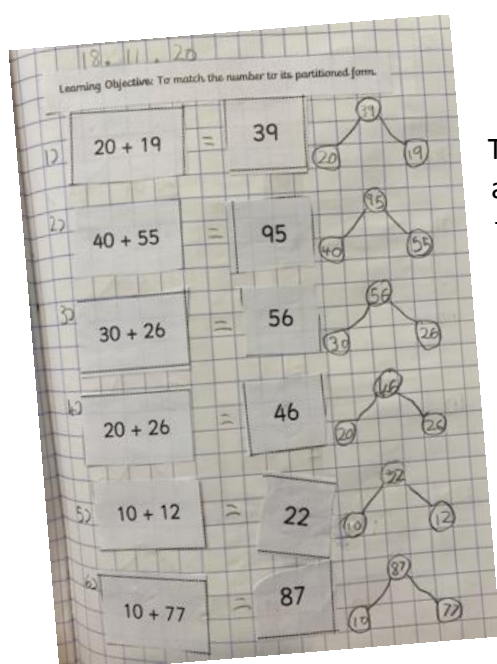 18.11.20
Learning Objective: To match the number to its partitioned form.
39
1) 20 + 19 = 39
20 19
95
2) 40 + 55 = 95
40 55
56
3) 30 + 26 = 56
30 26
46
4) 20 + 26 = 46
20 26
22
5) 10 + 12 = 22
10 12
87
6) 10 + 77 = 87
10 77